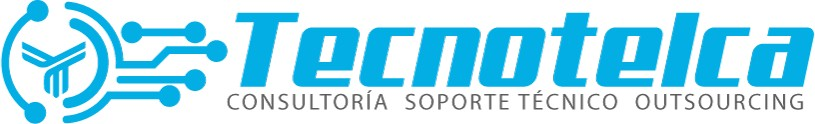 Tecnotelca
CONSULTORÍA SOPORTE TÉCNICO OUTSOURCING